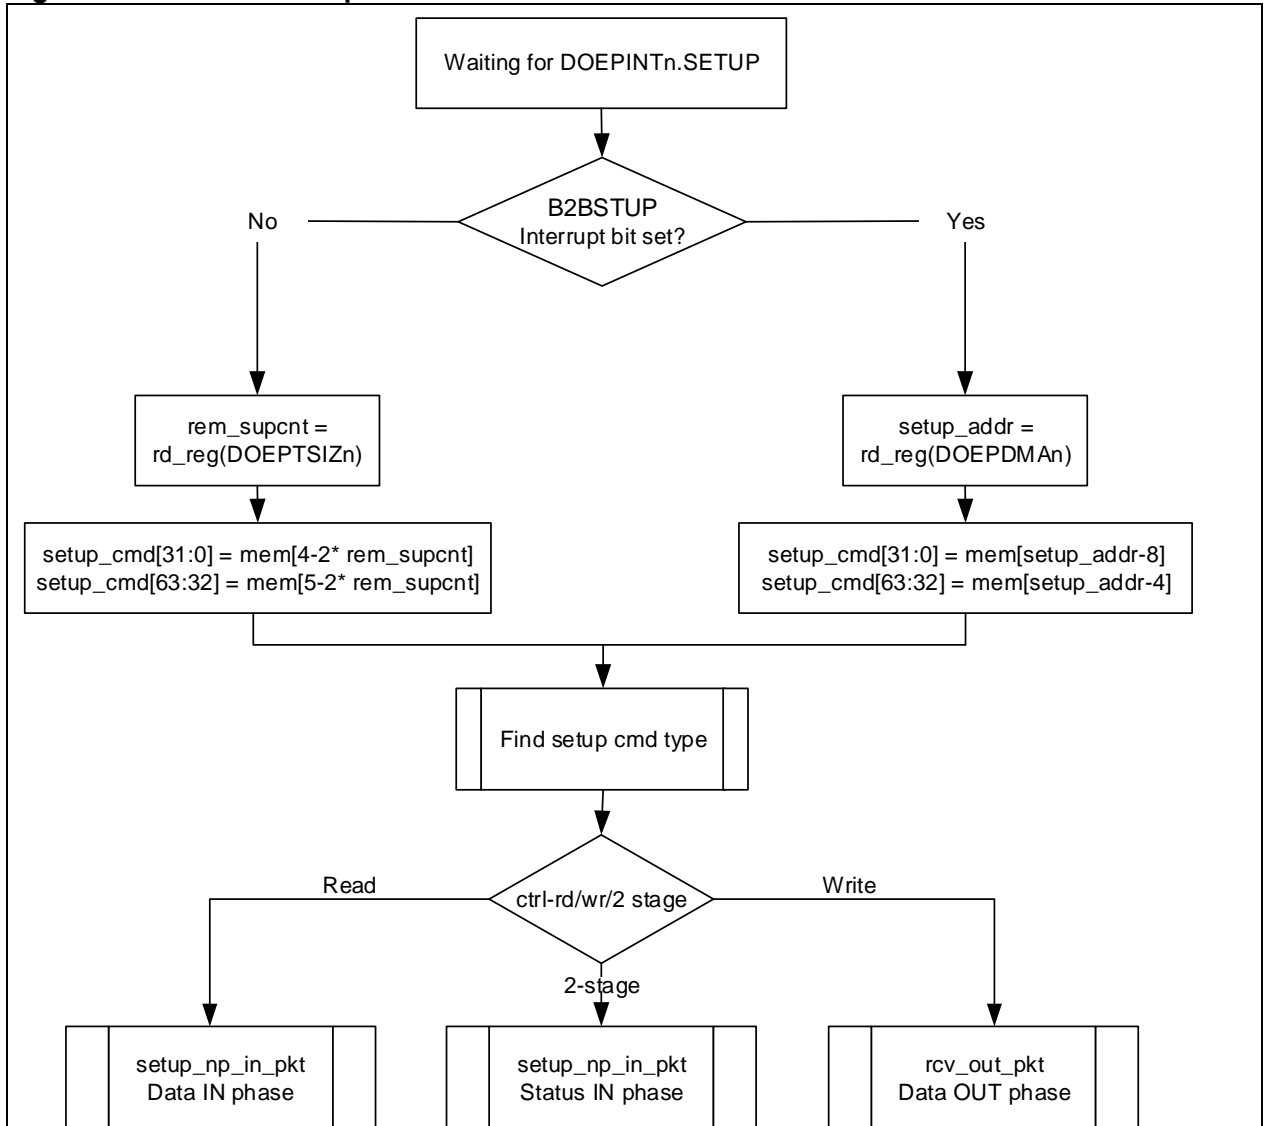 Waiting for DOEPINTn.SETUP
B2BSTUP
Interrupt bit set?
No
Yes
rem_supcnt =
rd_reg(DOEPTSIZn)
setup_addr =
rd_reg(DOEPDMAn)
setup_cmd[31:0] = mem[4-2* rem_supcnt]
setup_cmd[63:32] = mem[5-2* rem_supcnt]
setup_cmd[31:0] = mem[setup_addr-8]
setup_cmd[63:32] = mem[setup_addr-4]
Find setup cmd type
ctrl-rd/wr/2 stage
Read
Write
2-stage
setup_np_in_pkt
Data IN phase
setup_np_in_pkt
Status IN phase
rcv_out_pkt
Data OUT phase